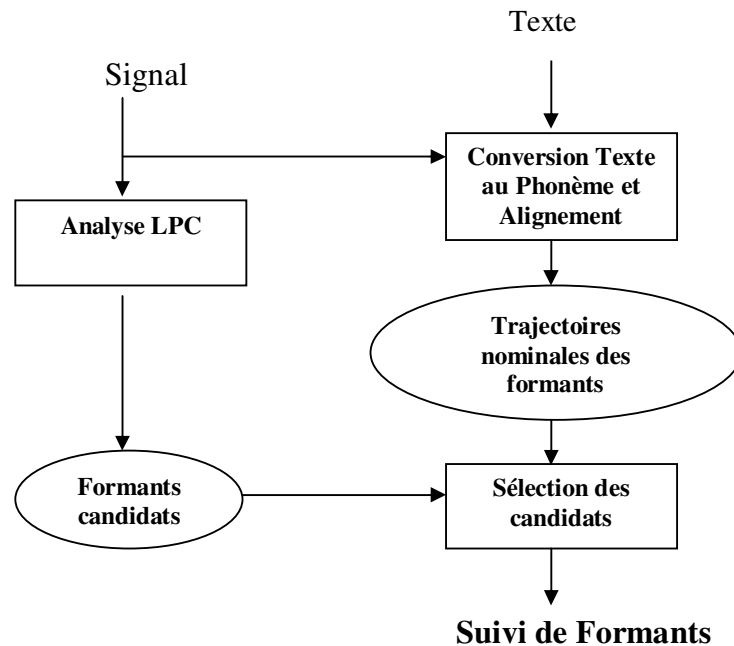 Texte
Signal
Conversion Texte
au Phonème et
Alignement
Analyse LPC
Trajectoires
nominales des
formants
Formants
candidats
Sélection des
candidats
Suivi de Formants